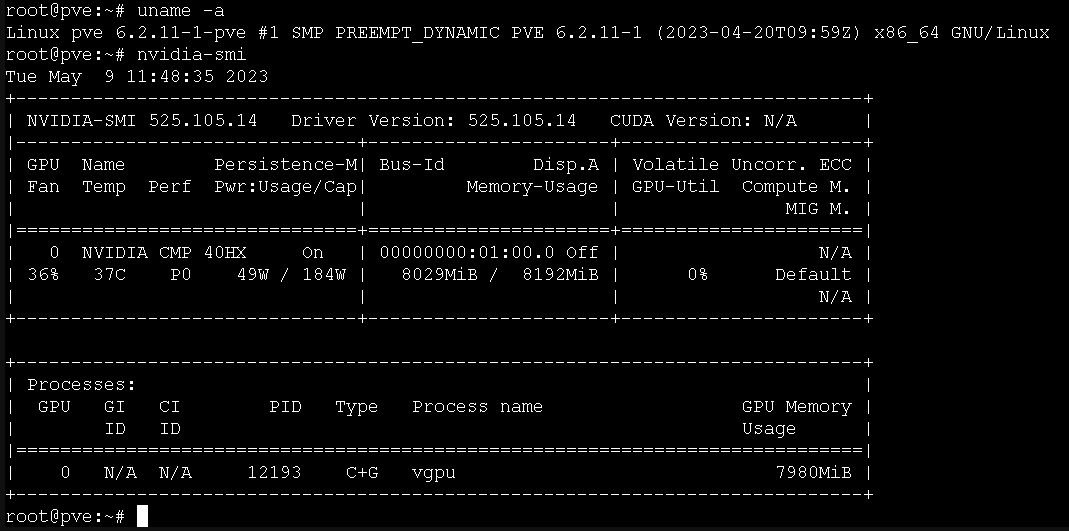 root@pve:~# uname -a
Linux pve 6.2.11-1-pve #1 SMP PREEMPT_DYNAMIC PVE 6.2.11-1 (2023-04-20T09:59Z) x86_64 GNU/Linux
root@pve:~# nvidia-smi
Tue May  9 11:48:35 2023
+-----------------------------------------------------------------------------+
| NVIDIA-SMI 525.105.14   Driver Version: 525.105.14   CUDA Version: N/A      |
|-------------------------------+----------------------+----------------------+
| GPU  Name        Persistence-M| Bus-Id        Disp.A | Volatile Uncorr. ECC |
| Fan  Temp  Perf  Pwr:Usage/Cap|         Memory-Usage | GPU-Util  Compute M. |
|                               |                      |               MIG M. |
|===============================+======================+======================|
|   0  NVIDIA CMP 40HX     On   | 00000000:01:00.0 Off |                  N/A |
| 36%   37C    P0    49W / 184W |   8029MiB /  8192MiB |      0%      Default |
|                               |                      |                  N/A |
+-------------------------------+----------------------+----------------------+
+-----------------------------------------------------------------------------+
| Processes:                                                                  |
|  GPU   GI   CI        PID   Type   Process name                  GPU Memory |
|        ID   ID                                                   Usage      |
|=============================================================================|
|    0   N/A  N/A     12193    C+G   vgpu                             7980MiB |
+-----------------------------------------------------------------------------+
root@pve:~#